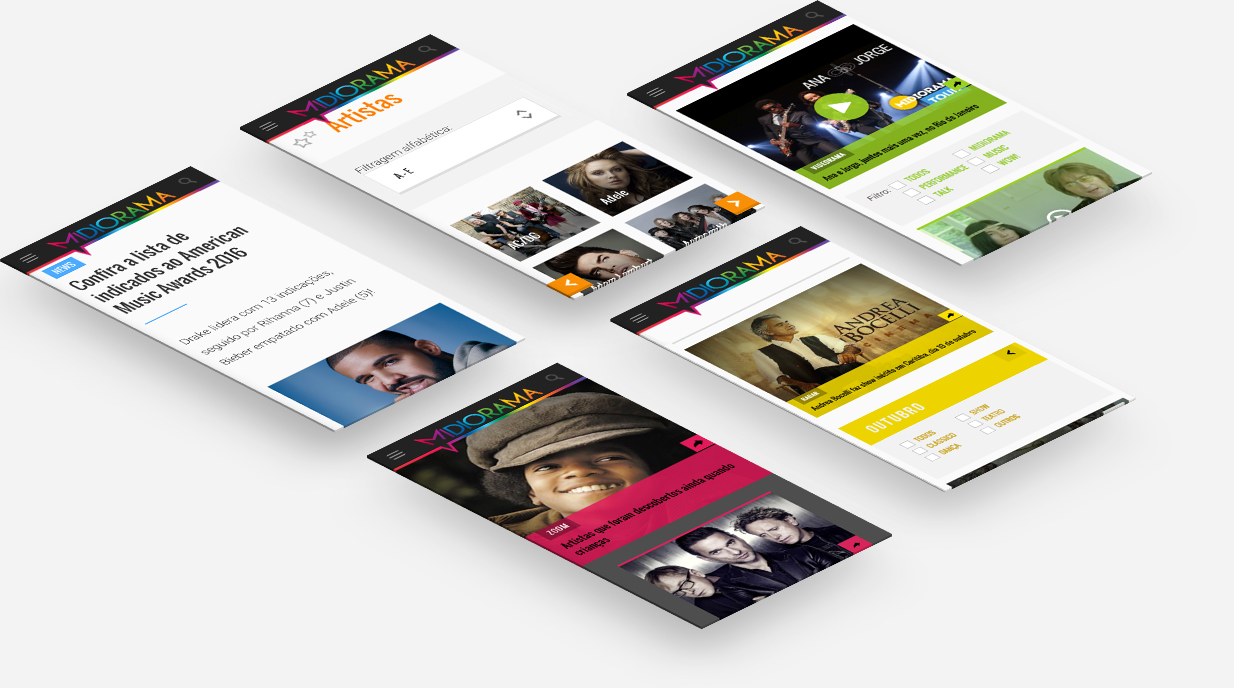 MIDIORAMA
NEWS
Confira a lista de
indicados ao American
Music Awards 2016
Drake lidera com 13 indicações,
seguido por Rihanna (7) e Justin
Bieber empatado com Adele (5)!
MIDIORAMA
Artistas
Filtragem alfabética:
A-E
AC/DC
Adele
MIDIORAMA
ANA JORGE
MIDIORAMA
VIDEORAMA
Ana e Jorge, juntos mais uma vez, no Rio de Janeiro
Filtro:
TODOS
MIDIORAMA
PERFORMANCE
MUSIC
TALK
WOW!
MIDIORAMA
ZOOM
Artistas que foram descobertos ainda quando
crianças
MIDIORAMA
ANDREA
BOCELLI
RADAR
Andrea Bocelli faz show inédito em Curitiba, dia 18 de outubro
OUTUBRO
TODOS
SHOW
CLÁSSICO
TEATRO
DANÇA
OUTROS